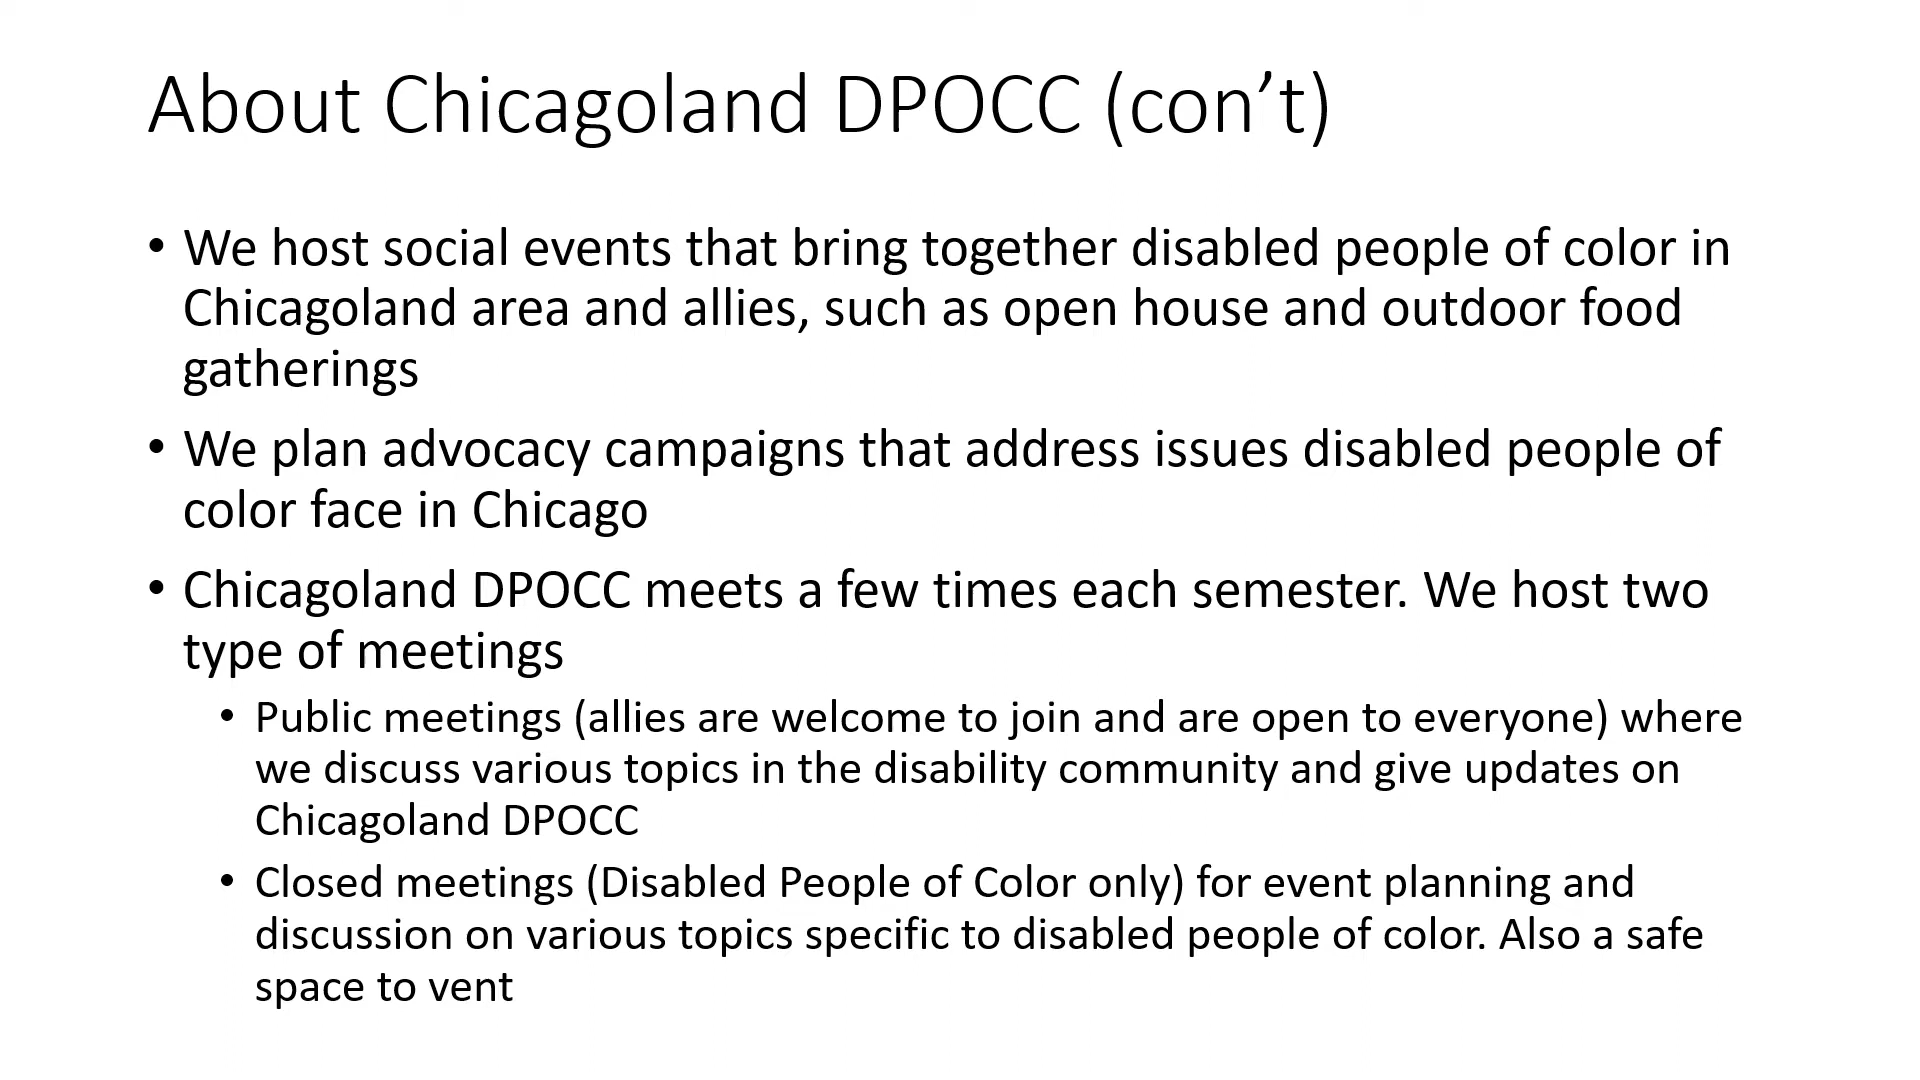 About Chicagoland DPOCC (con’t)
• We host social events that bring together disabled people of color in
Chicagoland area and allies, such as open house and outdoor food
gatherings
• We plan advocacy campaigns that address issues disabled people of
color face in Chicago
• Chicagoland DPOCC meets a few times each semester. We host two
type of meetings
• Public meetings (allies are welcome to join and are open to everyone) where
we discuss various topics in the disability community and give updates on
Chicagoland DPOCC
• Closed meetings (Disabled People of Color only) for event planning and
discussion on various topics specific to disabled people of color. Also a safe
space to vent